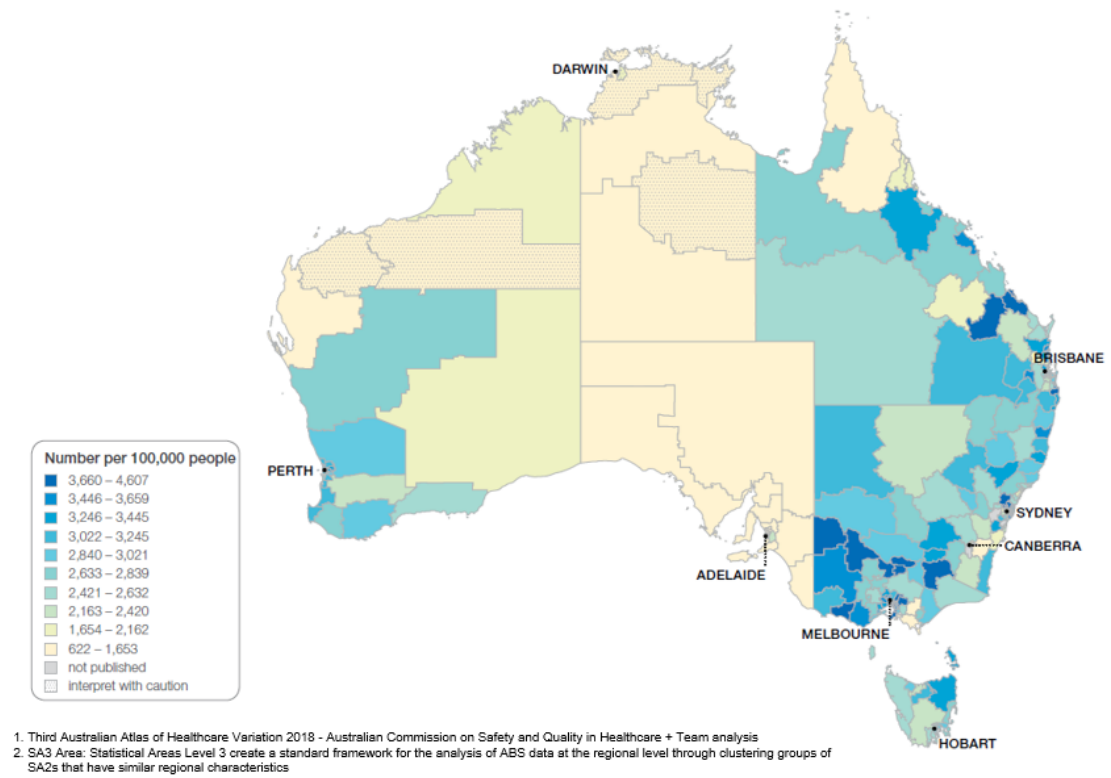 DARWIN
BRISBANE
Number per 100,000 people
3,660 – 4,607
3,446 – 3,659
3,246 – 3,445
3,022 – 3,245
2,840 – 3,021
2,633 – 2,839
2,421 – 2,632
2,163 – 2,420
1,654 – 2,162
622 – 1,653
not published
interpret with caution
PERTH
SYDNEY
CANBERRA
ADELAIDE
MELBOURNE
HOBART
1. Third Australian Atlas of Healthcare Variation 2018 - Australian Commission on Safety and Quality in Healthcare + Team analysis
2. SA3 Area: Statistical Areas Level 3 create a standard framework for the analysis of ABS data at the regional level through clustering groups of
SA2s that have similar regional characteristics